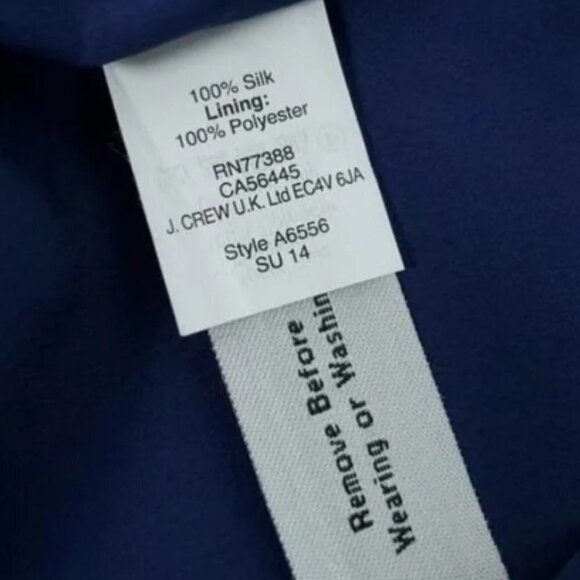 100% Silk
Lining:
100% Polyester
RN77388
CA56445
J. CREW U.K. Ltd EC4V 6JA
Style A6556
SU 14
Remove Before
Wearing or Washin